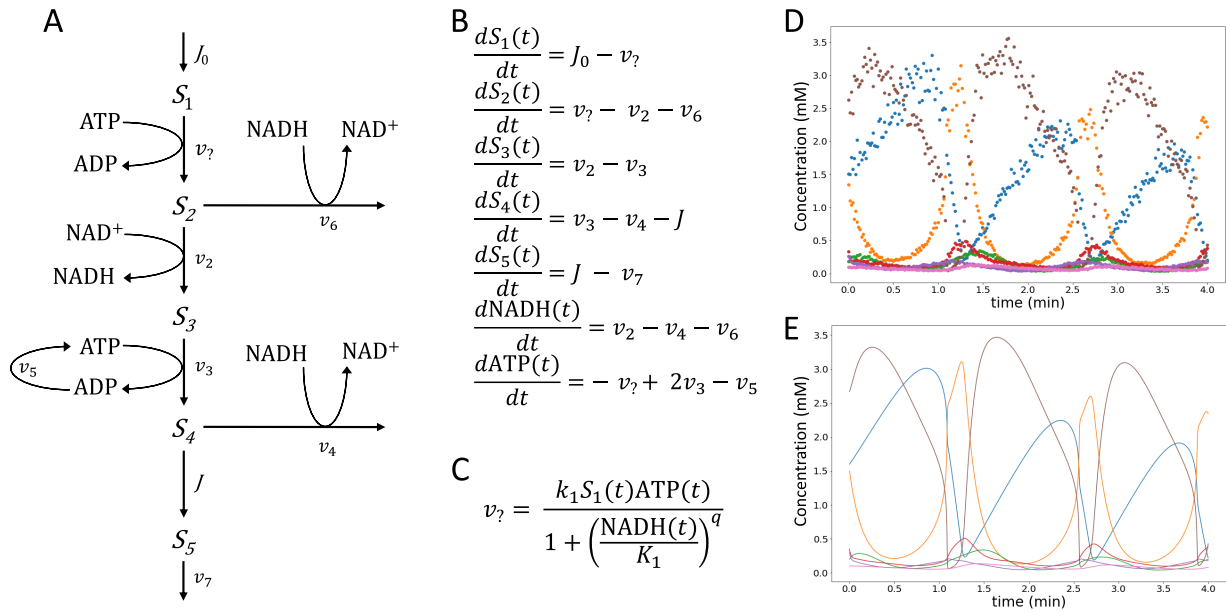 A
J₀
S₁
ATP
ADP
v?
NADH
NAD⁺
S₂
v₆
NAD⁺
NADH
v₂
S₃
ATP
ADP
v₅
v₃
NADH
NAD⁺
S₄
v₄
J
S₅
v₇
B
dS₁(t)/dt = J₀ − v?
dS₂(t)/dt = v? − v₂ − v₆
dS₃(t)/dt = v₂ − v₃
dS₄(t)/dt = v₃ − v₄ − J
dS₅(t)/dt = J − v₇
dNADH(t)/dt = v₂ − v₄ − v₆
dATP(t)/dt = − v? + 2v₃ − v₅
C
v? = k₁S₁(t)ATP(t) / 1 + (NADH(t)/K₁)^q
D
Concentration (mM)
3.5
3.0
2.5
2.0
1.5
1.0
0.5
0.0
0.0 0.5 1.0 1.5 2.0 2.5 3.0 3.5 4.0
time (min)
E
Concentration (mM)
3.5
3.0
2.5
2.0
1.5
1.0
0.5
0.0
0.0 0.5 1.0 1.5 2.0 2.5 3.0 3.5 4.0
time (min)